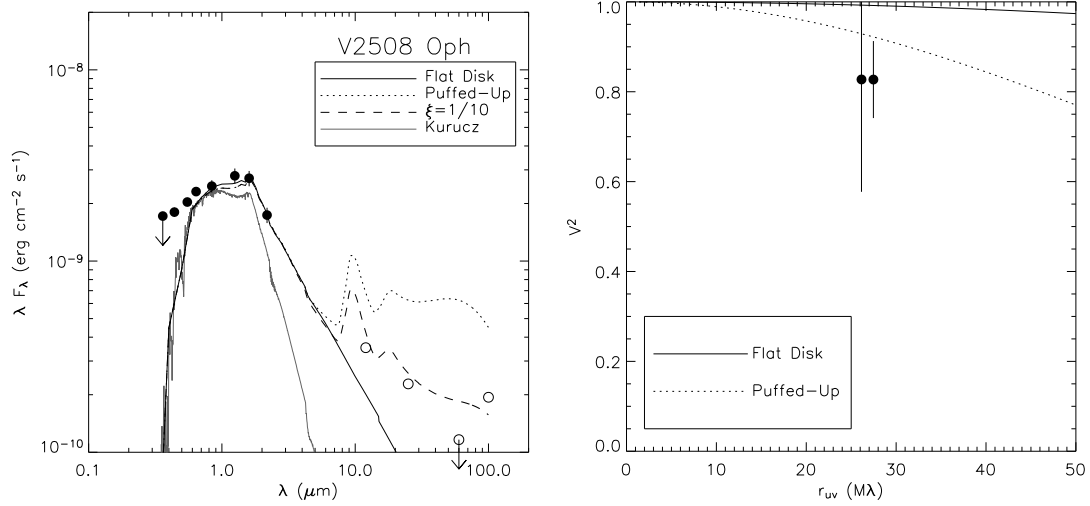 V2508 Oph
Flat Disk
Puffed-Up
ξ=1/10
Kurucz
10⁻⁸
10⁻⁹
10⁻¹⁰
λ Fλ (erg cm⁻² s⁻¹)
0.1
1.0
10.0
100.0
λ (μm)
1.0
0.8
0.6
0.4
0.2
0.0
V²
Flat Disk
Puffed-Up
0
10
20
30
40
50
r_uv (Mλ)